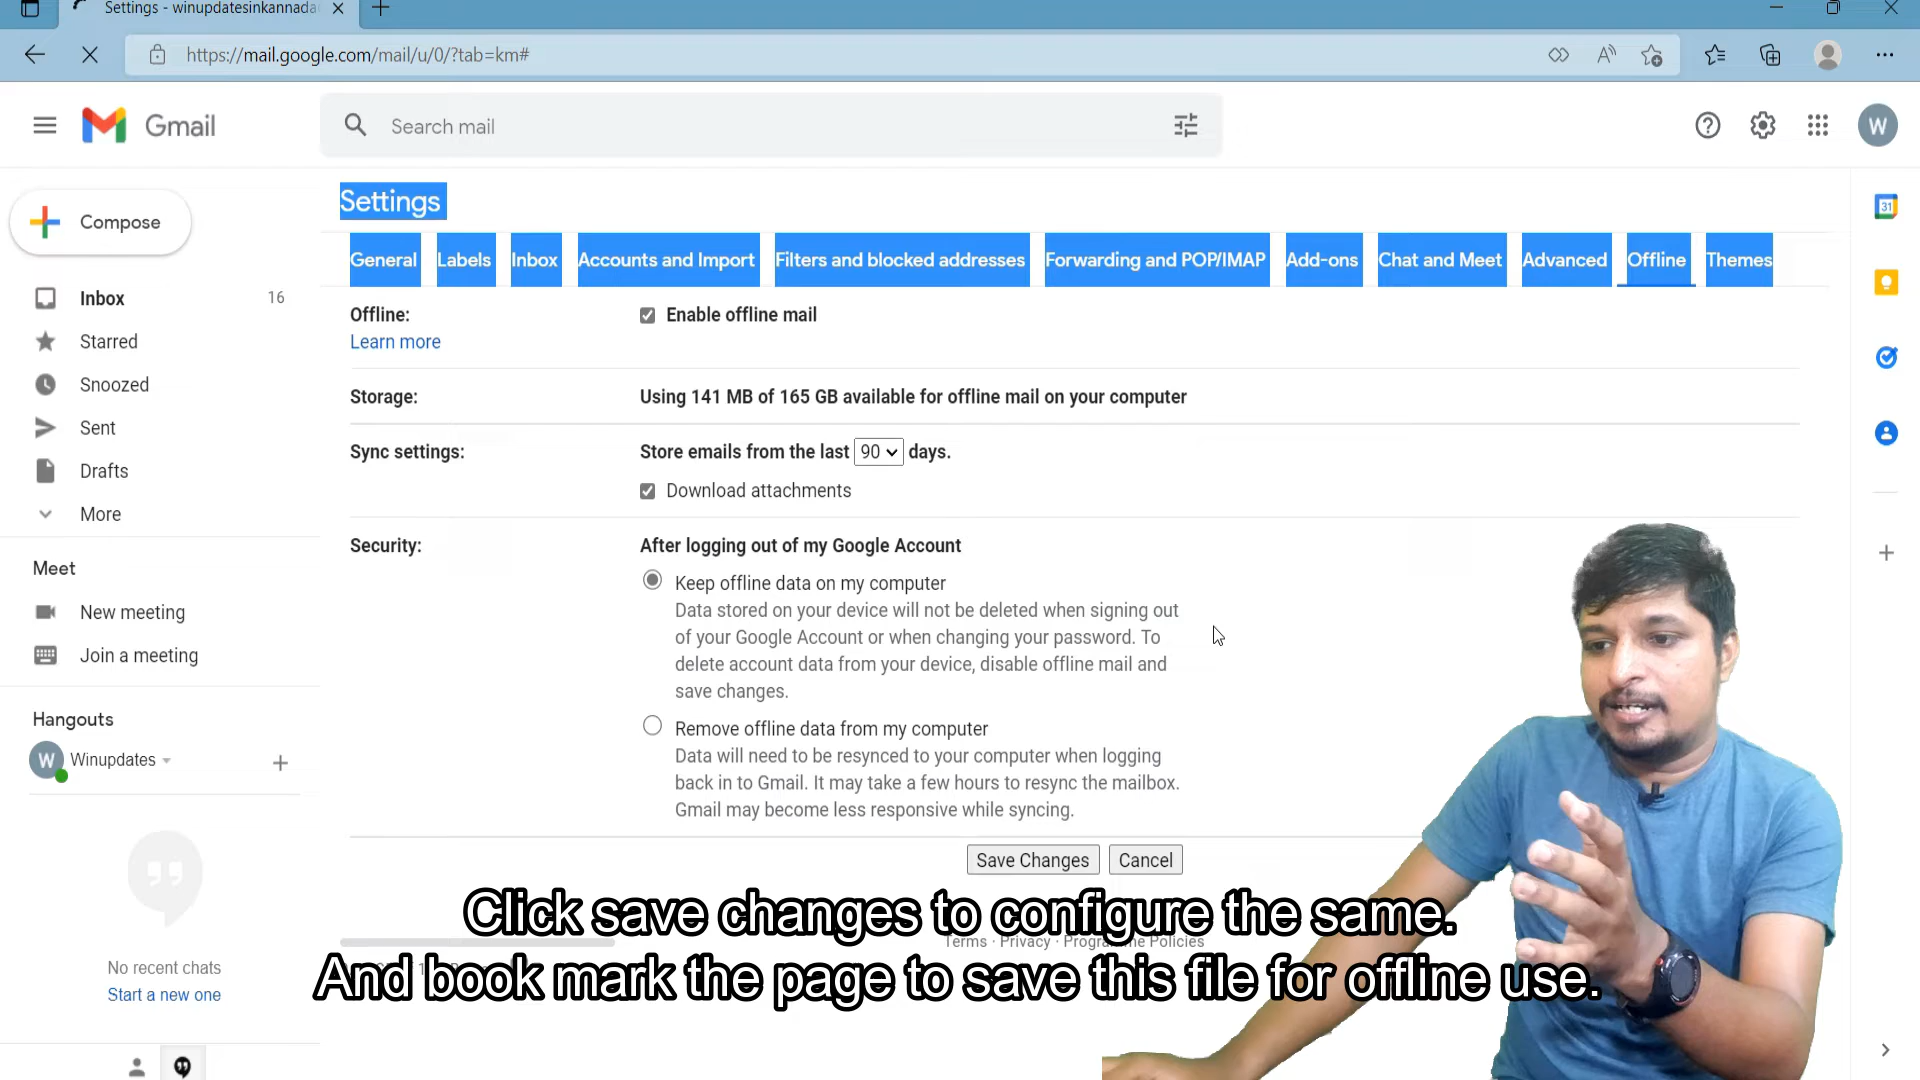 Settings - winupdatesinkannada
https://mail.google.com/mail/u/0/?tab=km#
Gmail
Search mail
W
Compose
Inbox 16
Starred
Snoozed
Sent
Drafts
More
Meet
New meeting
Join a meeting
Hangouts
W Winupdates
No recent chats
Start a new one
Settings
General Labels Inbox Accounts and Import Filters and blocked addresses Forwarding and POP/IMAP Add-ons Chat and Meet Advanced Offline Themes
Offline: Enable offline mail
Learn more
Storage: Using 141 MB of 165 GB available for offline mail on your computer
Sync settings: Store emails from the last 90 days.
Download attachments
Security: After logging out of my Google Account
Keep offline data on my computer
Data stored on your device will not be deleted when signing out
of your Google Account or when changing your password. To
delete account data from your device, disable offline mail and
save changes.
Remove offline data from my computer
Data will need to be resynced to your computer when logging
back in to Gmail. It may take a few hours to resync the mailbox.
Gmail may become less responsive while syncing.
Save Changes Cancel
Terms · Privacy · Programme Policies
31
Click save changes to configure the same.
And book mark the page to save this file for offline use.